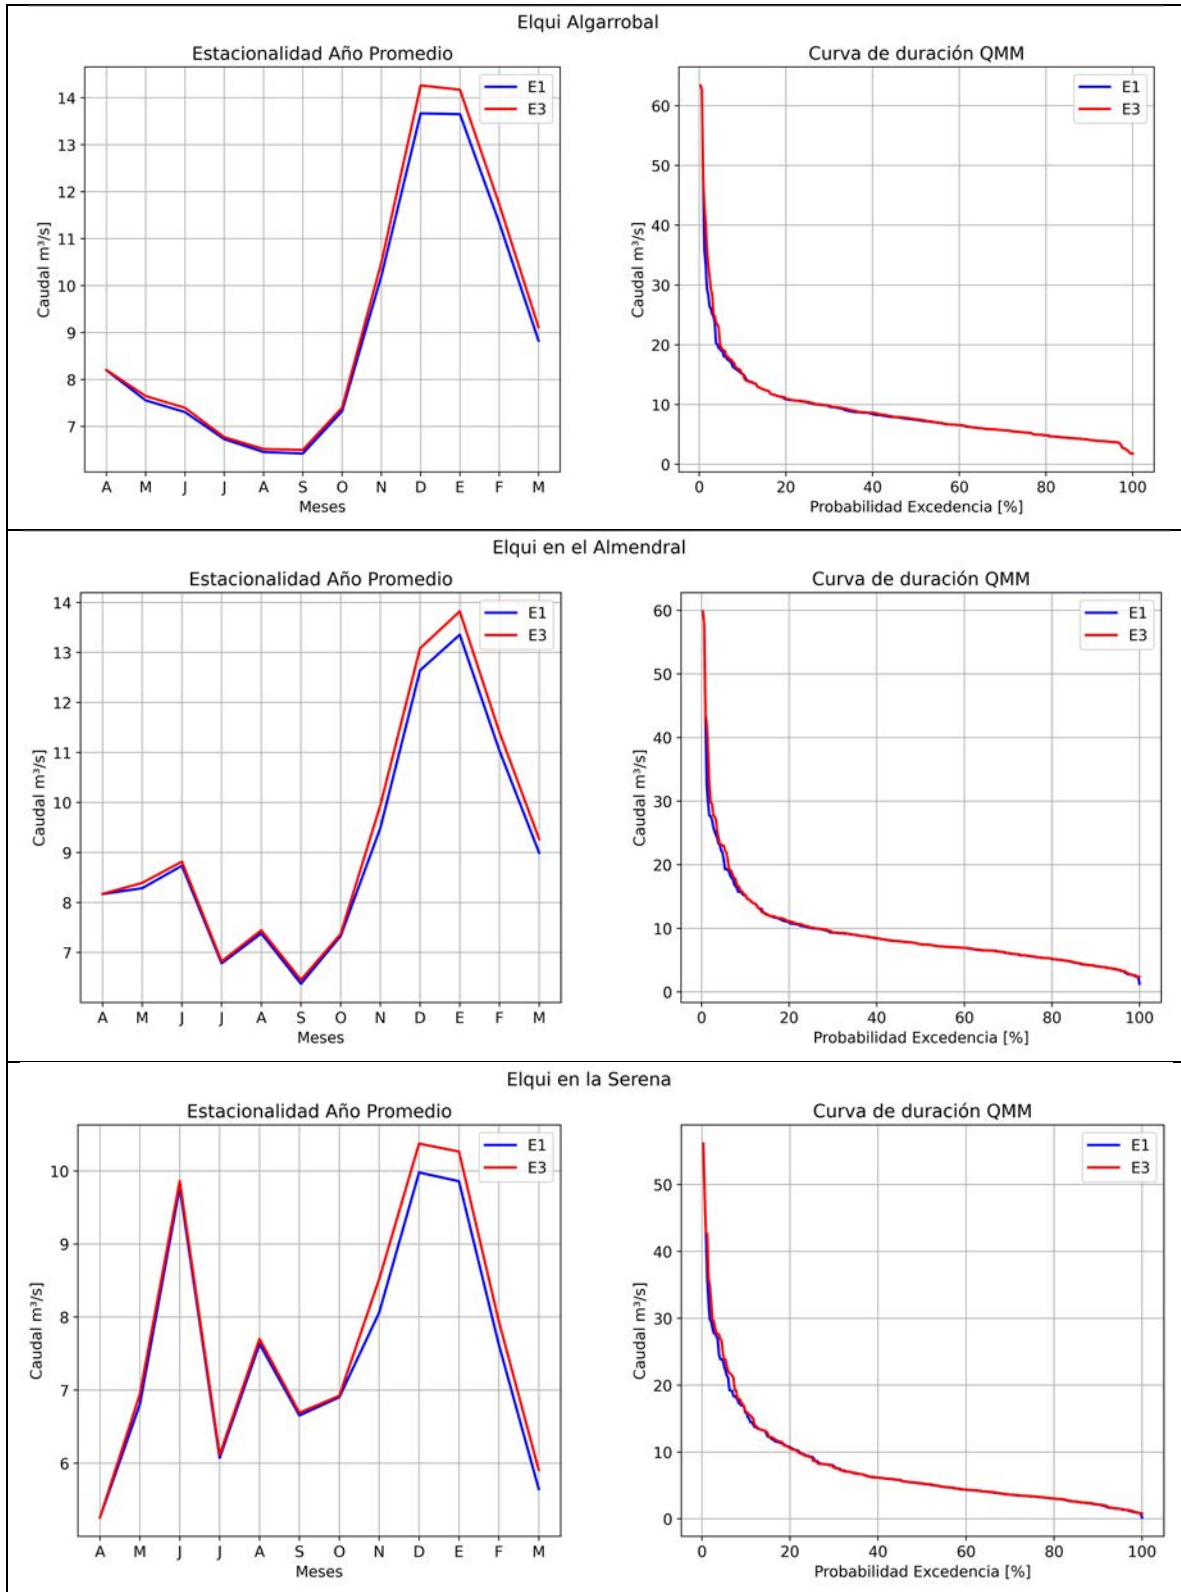 Elqui Algarrobal
Estacionalidad Año Promedio
E1
E3
14
13
12
11
10
9
8
7
Caudal m³/s]
A M J J A S O N D E F M
Meses
Curva de duración QMM
E1
E3
60
50
40
30
20
10
0
Caudal m³/s]
0 20 40 60 80 100
Probabilidad Excedencia [%]
Elqui en el Almendral
Estacionalidad Año Promedio
E1
E3
14
13
12
11
10
9
8
7
Caudal m³/s]
A M J J A S O N D E F M
Meses
Curva de duración QMM
E1
E3
60
50
40
30
20
10
0
Caudal m³/s]
0 20 40 60 80 100
Probabilidad Excedencia [%]
Elqui en la Serena
Estacionalidad Año Promedio
E1
E3
10
9
8
7
6
Caudal m³/s]
A M J J A S O N D E F M
Meses
Curva de duración QMM
E1
E3
50
40
30
20
10
0
Caudal m³/s]
0 20 40 60 80 100
Probabilidad Excedencia [%]